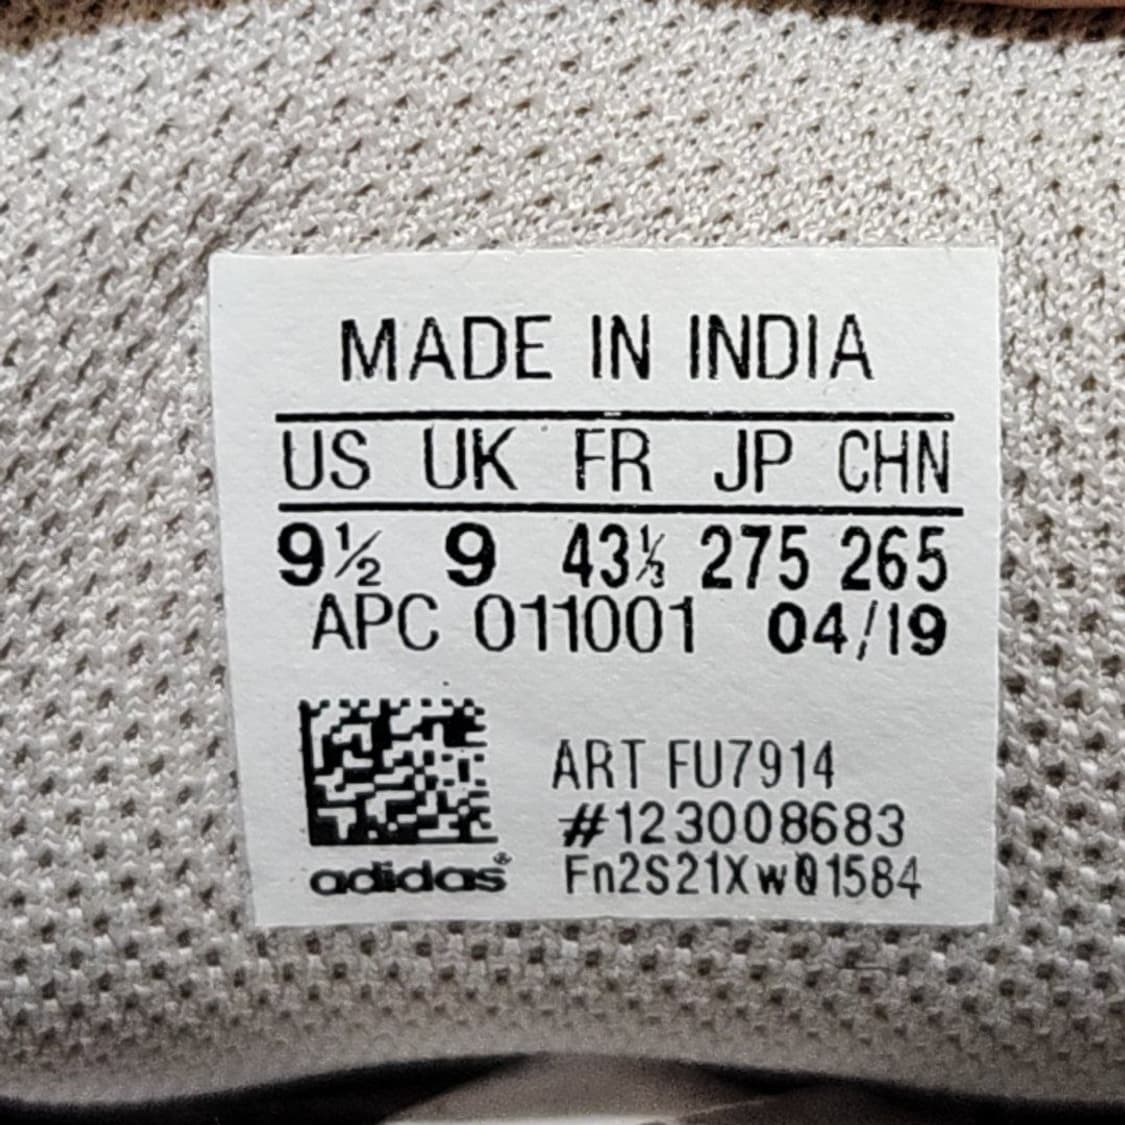 MADE IN INDIA
US UK FR JP CHN
9½ 9 43⅓ 275 265
APC 011001 04/19
ART FU7914
#123008683
adidas® Fn2S21XwQ1584